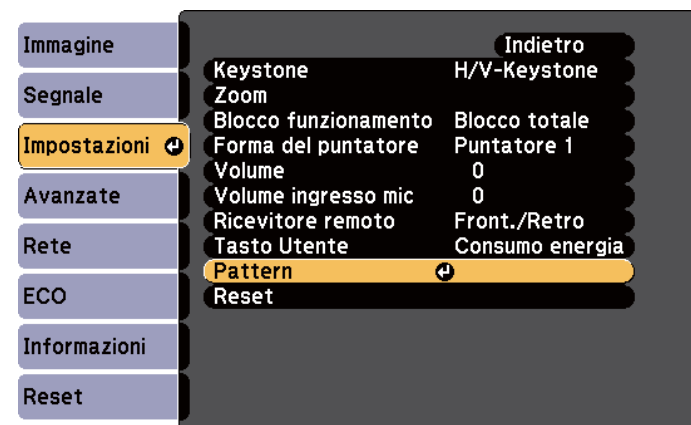 Immagine
Segnale
Impostazioni
Avanzate
Rete
ECO
Informazioni
Reset
Indietro
Keystone H/V-Keystone
Zoom
Blocco funzionamento Blocco totale
Forma del puntatore Puntatore 1
Volume 0
Volume ingresso mic 0
Ricevitore remoto Front./Retro
Tasto Utente Consumo energia
Pattern
Reset